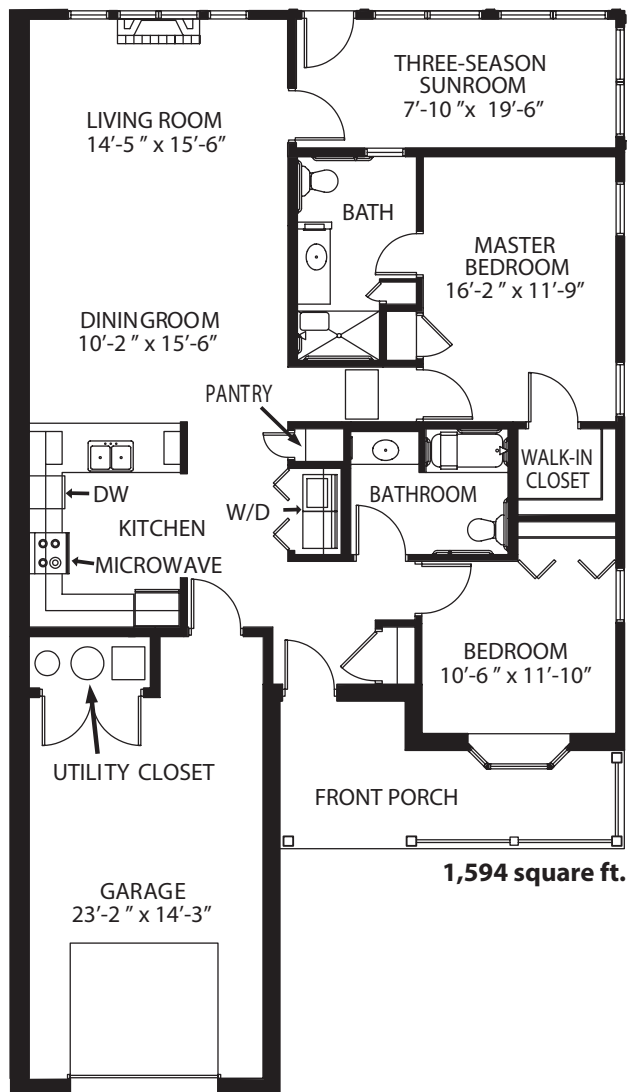 THREE-SEASON
SUNROOM
7’-10 ”x 19’-6”
LIVING ROOM
14’-5 ” x 15’-6”
BATH
MASTER
BEDROOM
16’-2 ” x 11’-9”
DININGROOM
10’-2 ” x 15’-6”
PANTRY
WALK-IN
CLOSET
DW
BATHROOM
W/D
KITCHEN
MICROWAVE
BEDROOM
10’-6” x 11’-10”
UTILITY CLOSET
FRONT PORCH
1,594 square ft.
GARAGE
23’-2 ” x 14’-3”